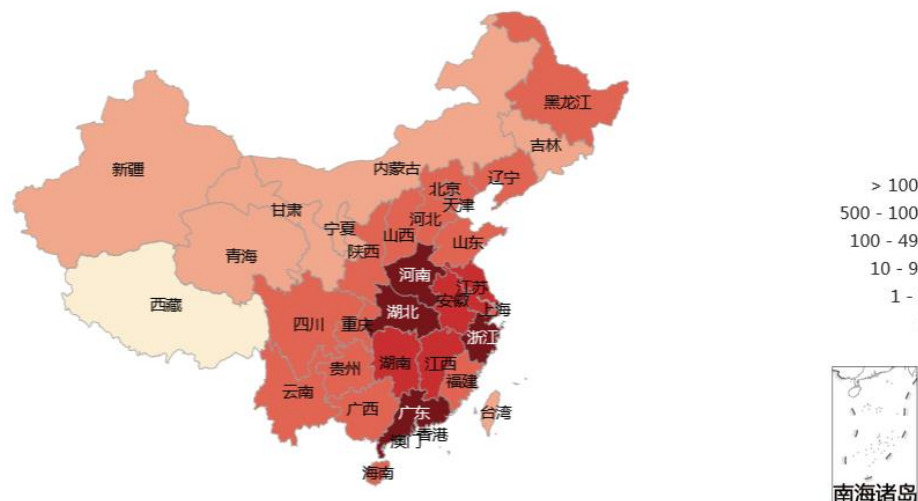 黑龙江
吉林
新疆
内蒙古
辽宁
北京
天津
甘肃
河北
宁夏
山西
山东
青海
陕西
河南
江苏
西藏
安徽
湖北
上海
四川
重庆
浙江
湖南
江西
贵州
福建
云南
广西
广东
台湾
香港
澳门
海南
> 100
500 - 100
100 - 49
10 - 9
1 -
南海诸岛